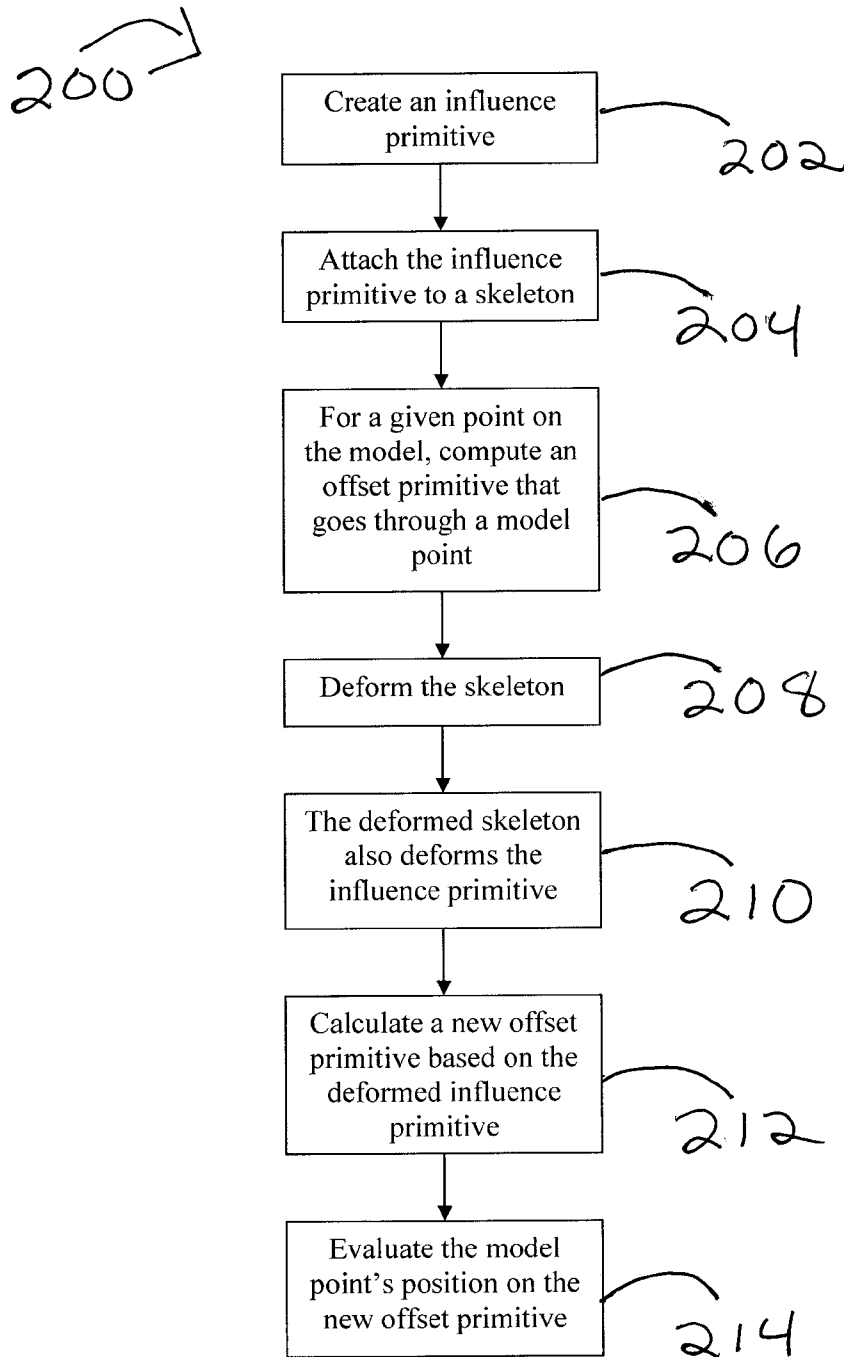 200
Create an influence
primitive
202
Attach the influence
primitive to a skeleton
204
For a given point on
the model, compute an
offset primitive that
goes through a model
point
206
Deform the skeleton
208
The deformed skeleton
also deforms the
influence primitive
210
Calculate a new offset
primitive based on the
deformed influence
primitive
212
Evaluate the model
point's position on the
new offset primitive
214